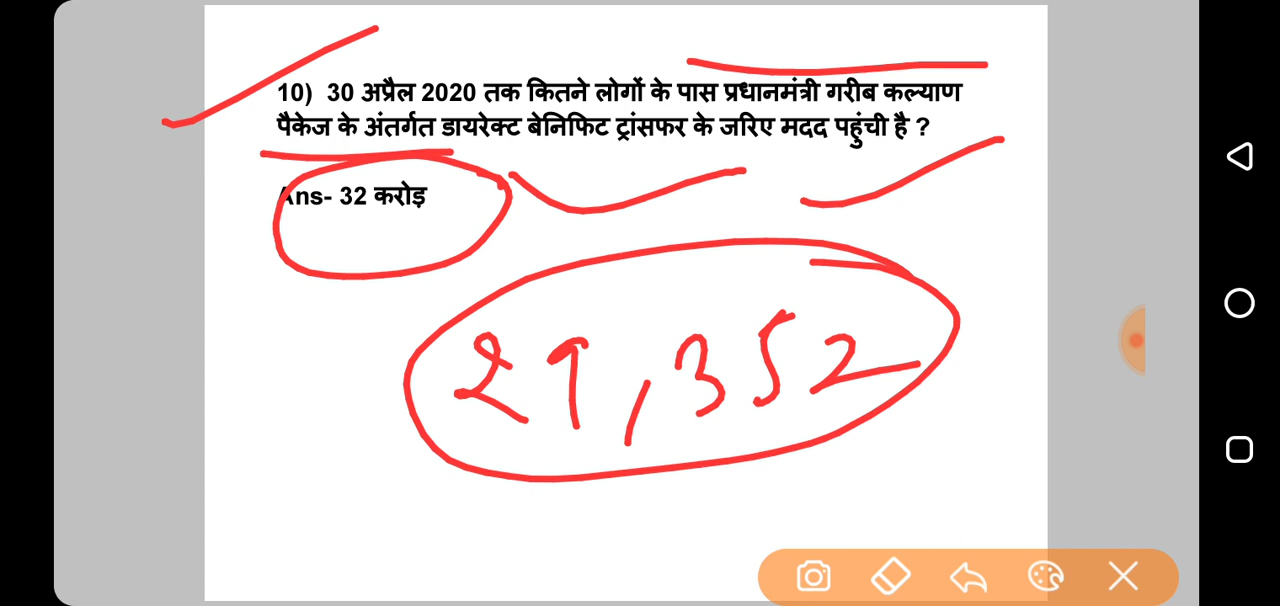 10) 30 अप्रैल 2020 तक कितने लोगों के पास प्रधानमंत्री गरीब कल्याण
पैकेज के अंतर्गत डायरेक्ट बेनिफिट ट्रांसफर के जरिए मदद पहुंची है ?
Ans- 32 करोड़
29,352